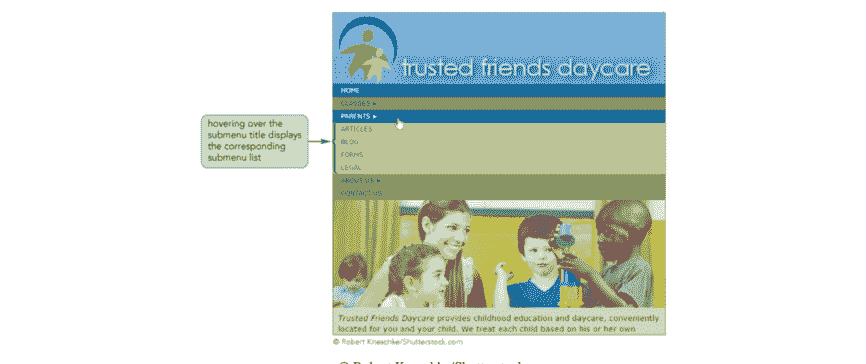 trusted friends daycare
HOME
CLASSES ▸
PARENTS ▸
hovering over the
submenu title displays
the corresponding
submenu list
ARTICLES
BLOG
FORMS
LEGAL
ABOUT US ▸
CONTACT US
Trusted Friends Daycare provides childhood education and daycare, conveniently
located for you and your child. We treat each child based on his or her own
© Robert Kneschke/Shutterstock.com